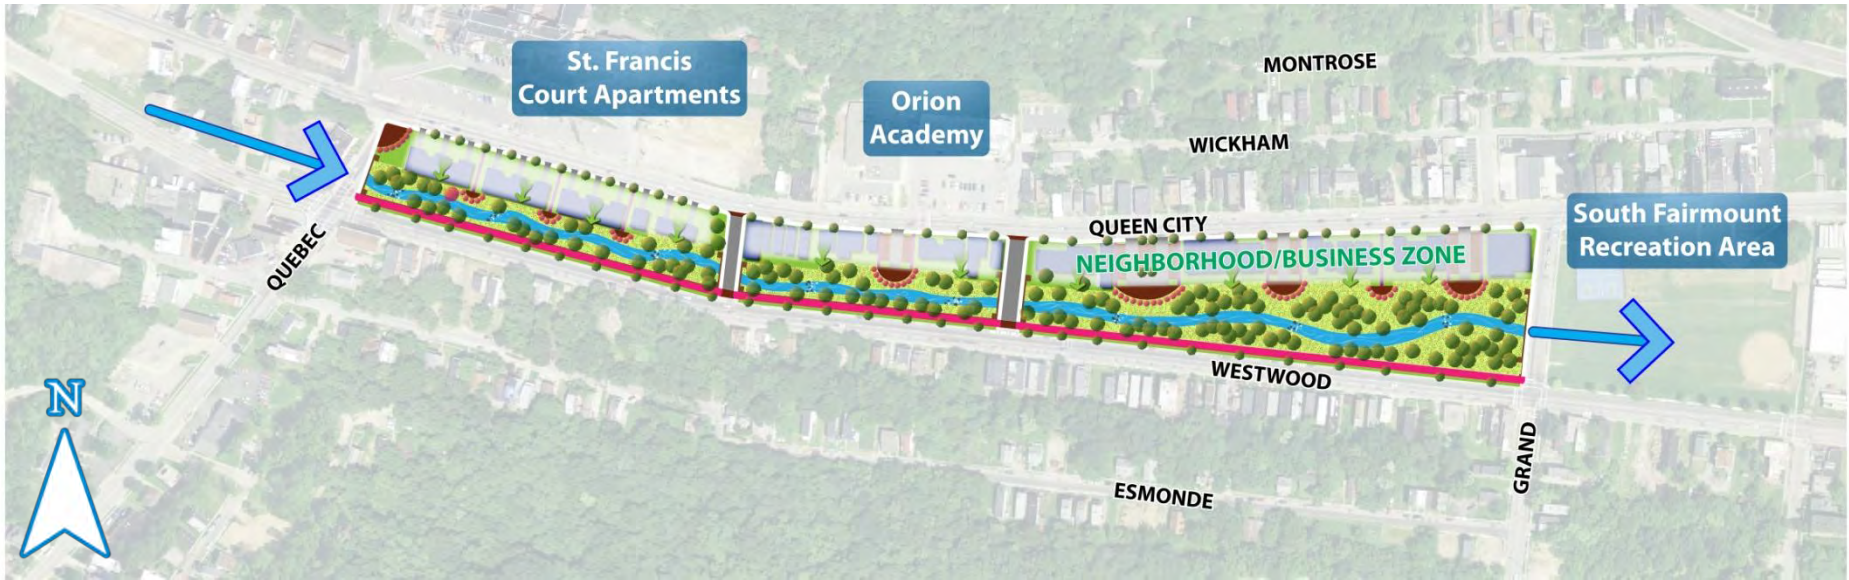 MONTROSE
St. Francis
Court Apartments
Orion
Academy
WICKHAM
QUEEN CITY
South Fairmount
Recreation Area
NEIGHBORHOOD/BUSINESS ZONE
QUEBEC
WESTWOOD
N
GRAND
ESMONDE